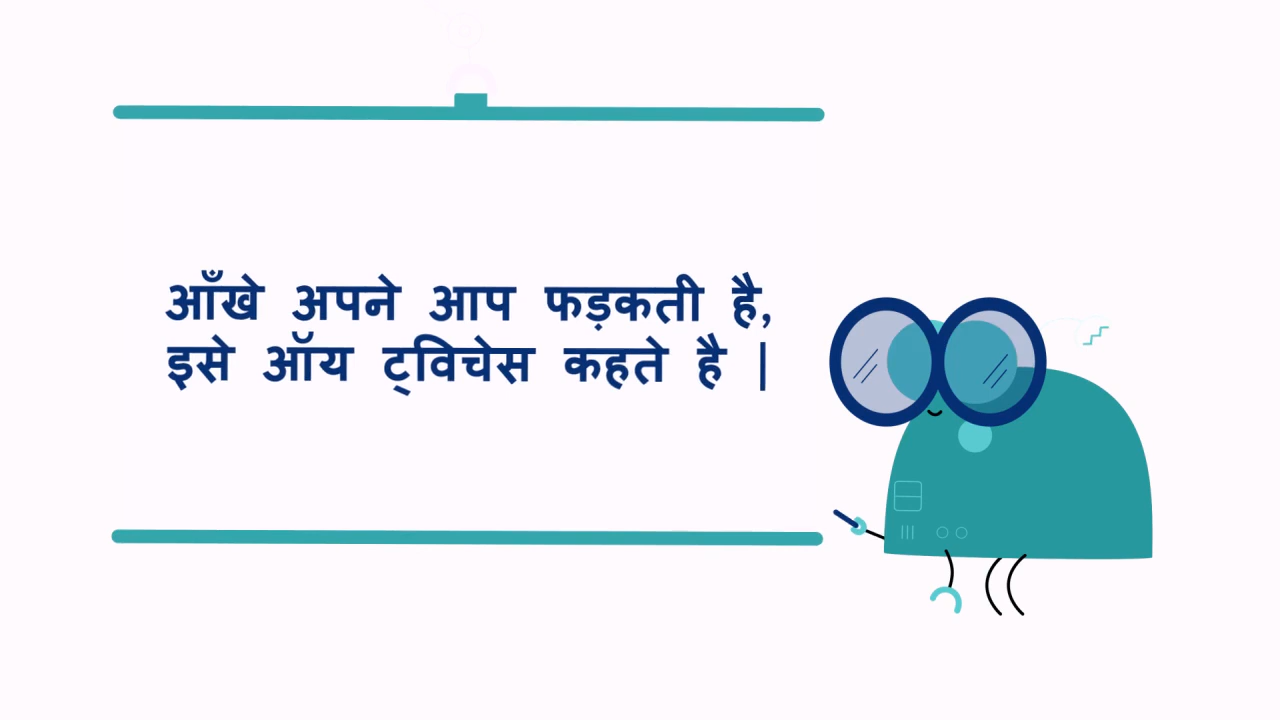 आँखे अपने आप फड़कती है,
इसे ऑय ट्विचेस कहते है |